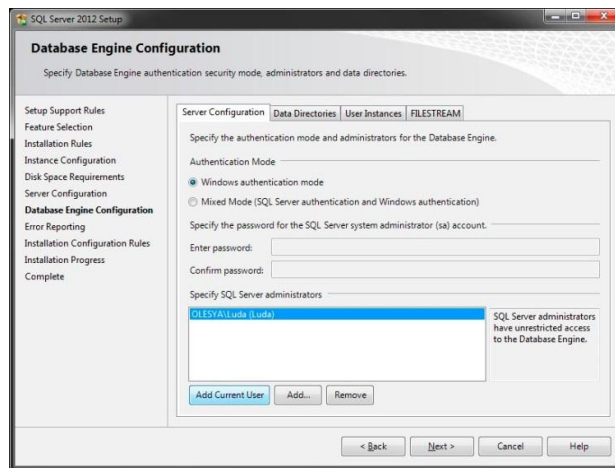 SQL Server 2012 Setup
Database Engine Configuration
Specify Database Engine authentication security mode, administrators and data directories.
Setup Support Rules
Feature Selection
Installation Rules
Instance Configuration
Disk Space Requirements
Server Configuration
Database Engine Configuration
Error Reporting
Installation Configuration Rules
Installation Progress
Complete
Server Configuration Data Directories User Instances FILESTREAM
Specify the authentication mode and administrators for the Database Engine.
Authentication Mode
Windows authentication mode
Mixed Mode (SQL Server authentication and Windows authentication)
Specify the password for the SQL Server system administrator (sa) account.
Enter password:
Confirm password:
Specify SQL Server administrators
OLESYA\Luda (Luda)
SQL Server administrators
have unrestricted access
to the Database Engine.
Add Current User Add... Remove
< Back Next > Cancel Help